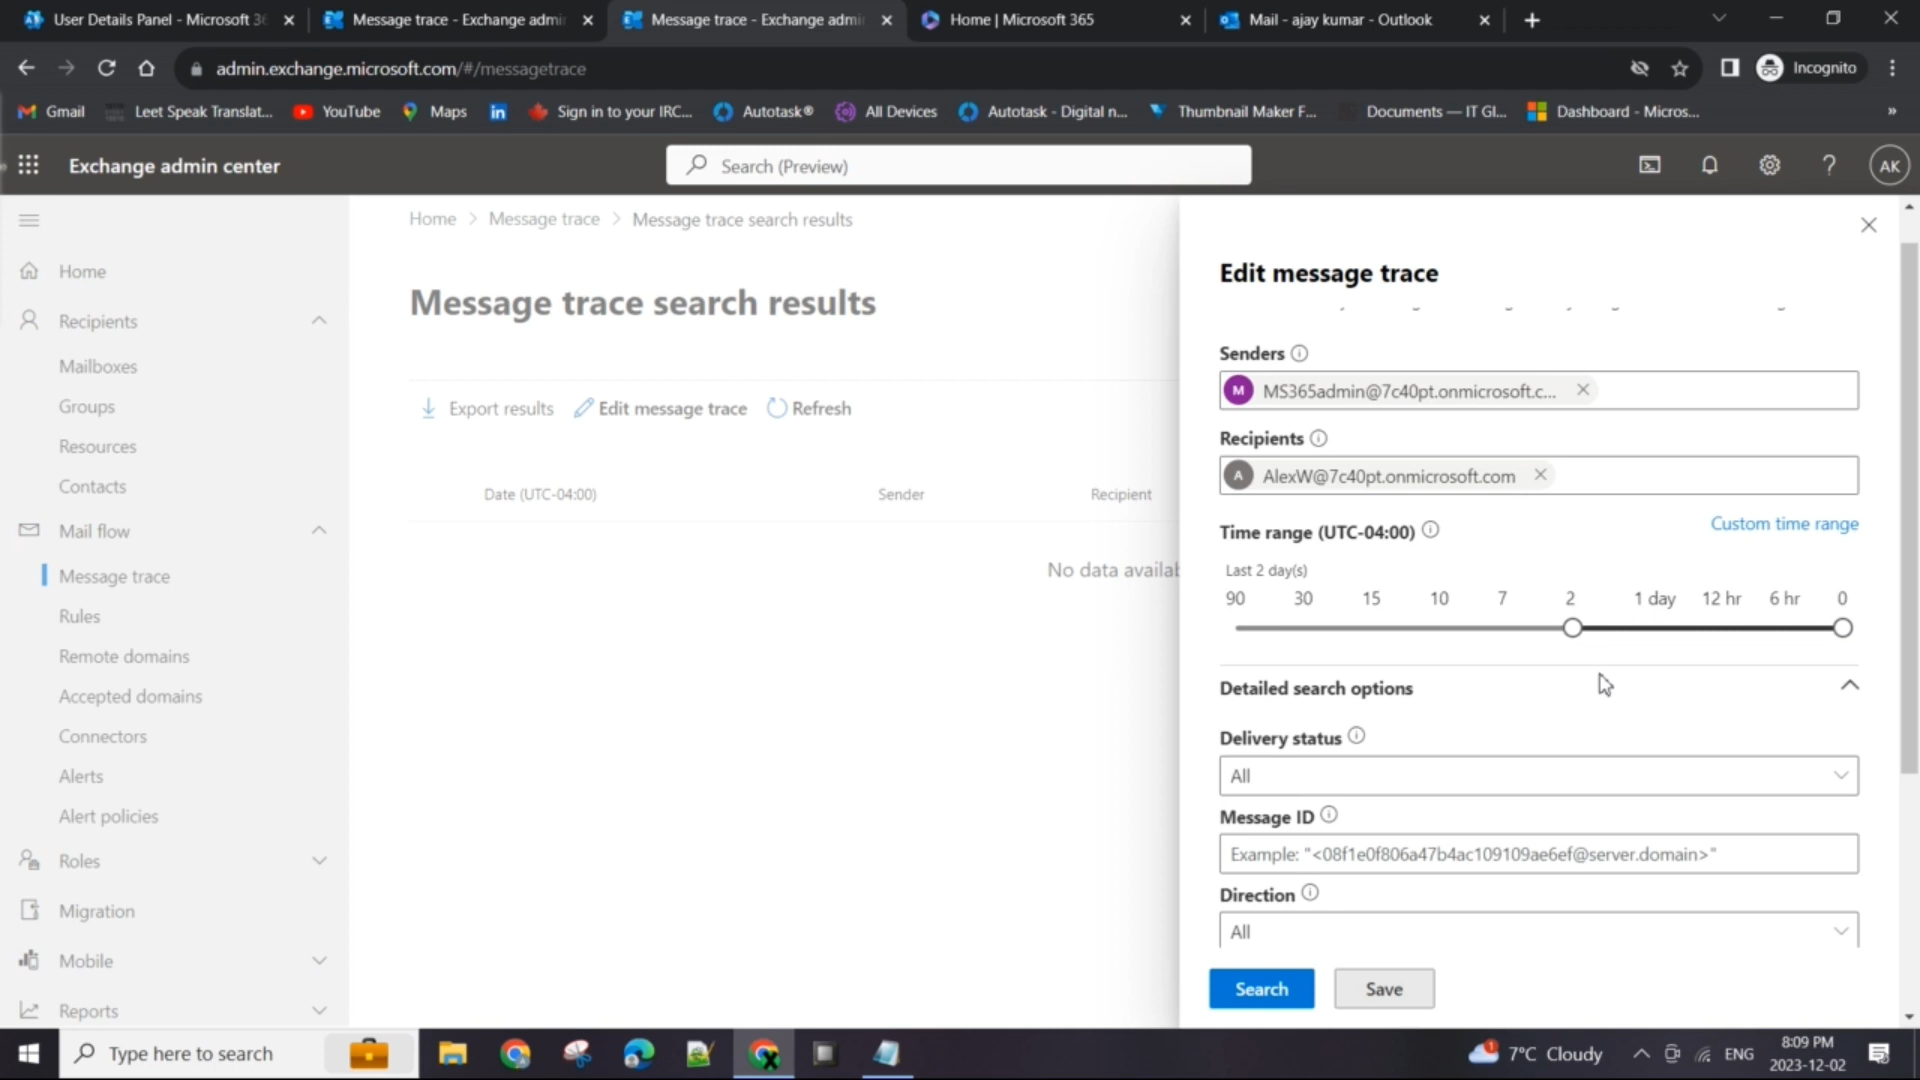 User Details Panel - Microsoft 36
Message trace - Exchange admi
Message trace - Exchange admi
Home | Microsoft 365
Mail - ajay kumar - Outlook
admin.exchange.microsoft.com/#/messagetrace
Incognito
Gmail
Leet Speak Translat...
YouTube
Maps
in
Sign in to your IRC...
Autotask®
All Devices
Autotask - Digital n...
Thumbnail Maker F...
Documents — IT Gl...
Dashboard - Micros...
»
Exchange admin center
Search (Preview)
?
AK
Home > Message trace > Message trace search results
Home
Recipients
Mailboxes
Groups
Resources
Contacts
Mail flow
Message trace
Rules
Remote domains
Accepted domains
Connectors
Alerts
Alert policies
Roles
Migration
Mobile
Reports
Message trace search results
Export results
Edit message trace
Refresh
Date (UTC-04:00)
Sender
Recipient
No data availab
Edit message trace
Senders
M MS365admin@7c40pt.onmicrosoft.c...
Recipients
A AlexW@7c40pt.onmicrosoft.com
Time range (UTC-04:00)
Custom time range
Last 2 day(s)
90 30 15 10 7 2 1 day 12 hr 6 hr 0
Detailed search options
Delivery status
All
Message ID
Example: "<08f1e0f806a47b4ac109109ae6ef@server.domain>"
Direction
All
Search
Save
Type here to search
1
7°C Cloudy
ENG
8:09 PM
2023-12-02